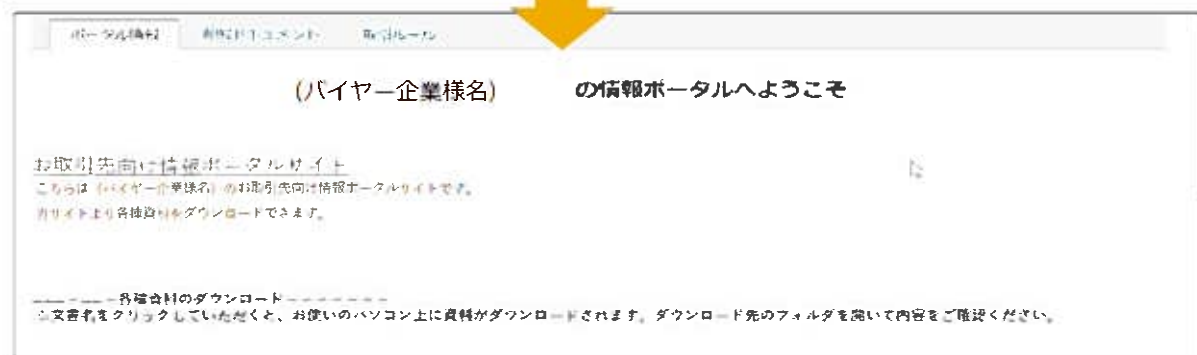 ポータル情報 取引ルール
(バイヤー企業様名) の情報ポータルへようこそ
お取引先向け情報ポータルサイト
こちらは (バイヤー企業様名) のお取引先向け情報ポータルサイトです。
当サイトより各種資料をダウンロードできます。
各種資料のダウンロード
文書名をクリックしていただくと、お使いのパソコン上に資料がダウンロードされます。ダウンロード先のフォルダを開いて内容をご確認ください。